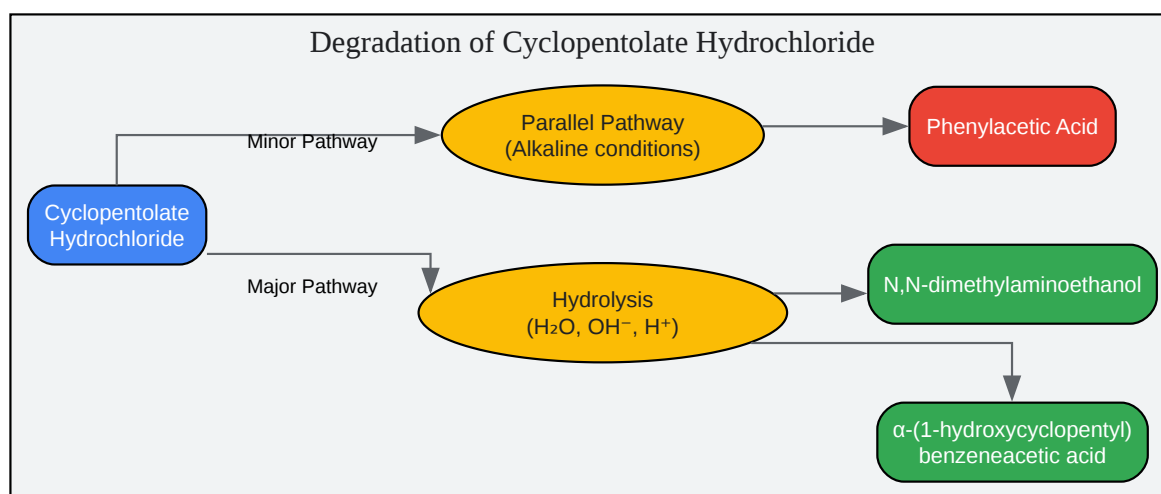 Degradation of Cyclopentolate Hydrochloride
Minor Pathway
Parallel Pathway
(Alkaline conditions)
Phenylacetic Acid
Cyclopentolate
Hydrochloride
Major Pathway
Hydrolysis
(H₂O, OH⁻, H⁺)
N,N-dimethylaminoethanol
α-(1-hydroxycyclopentyl)
benzeneacetic acid